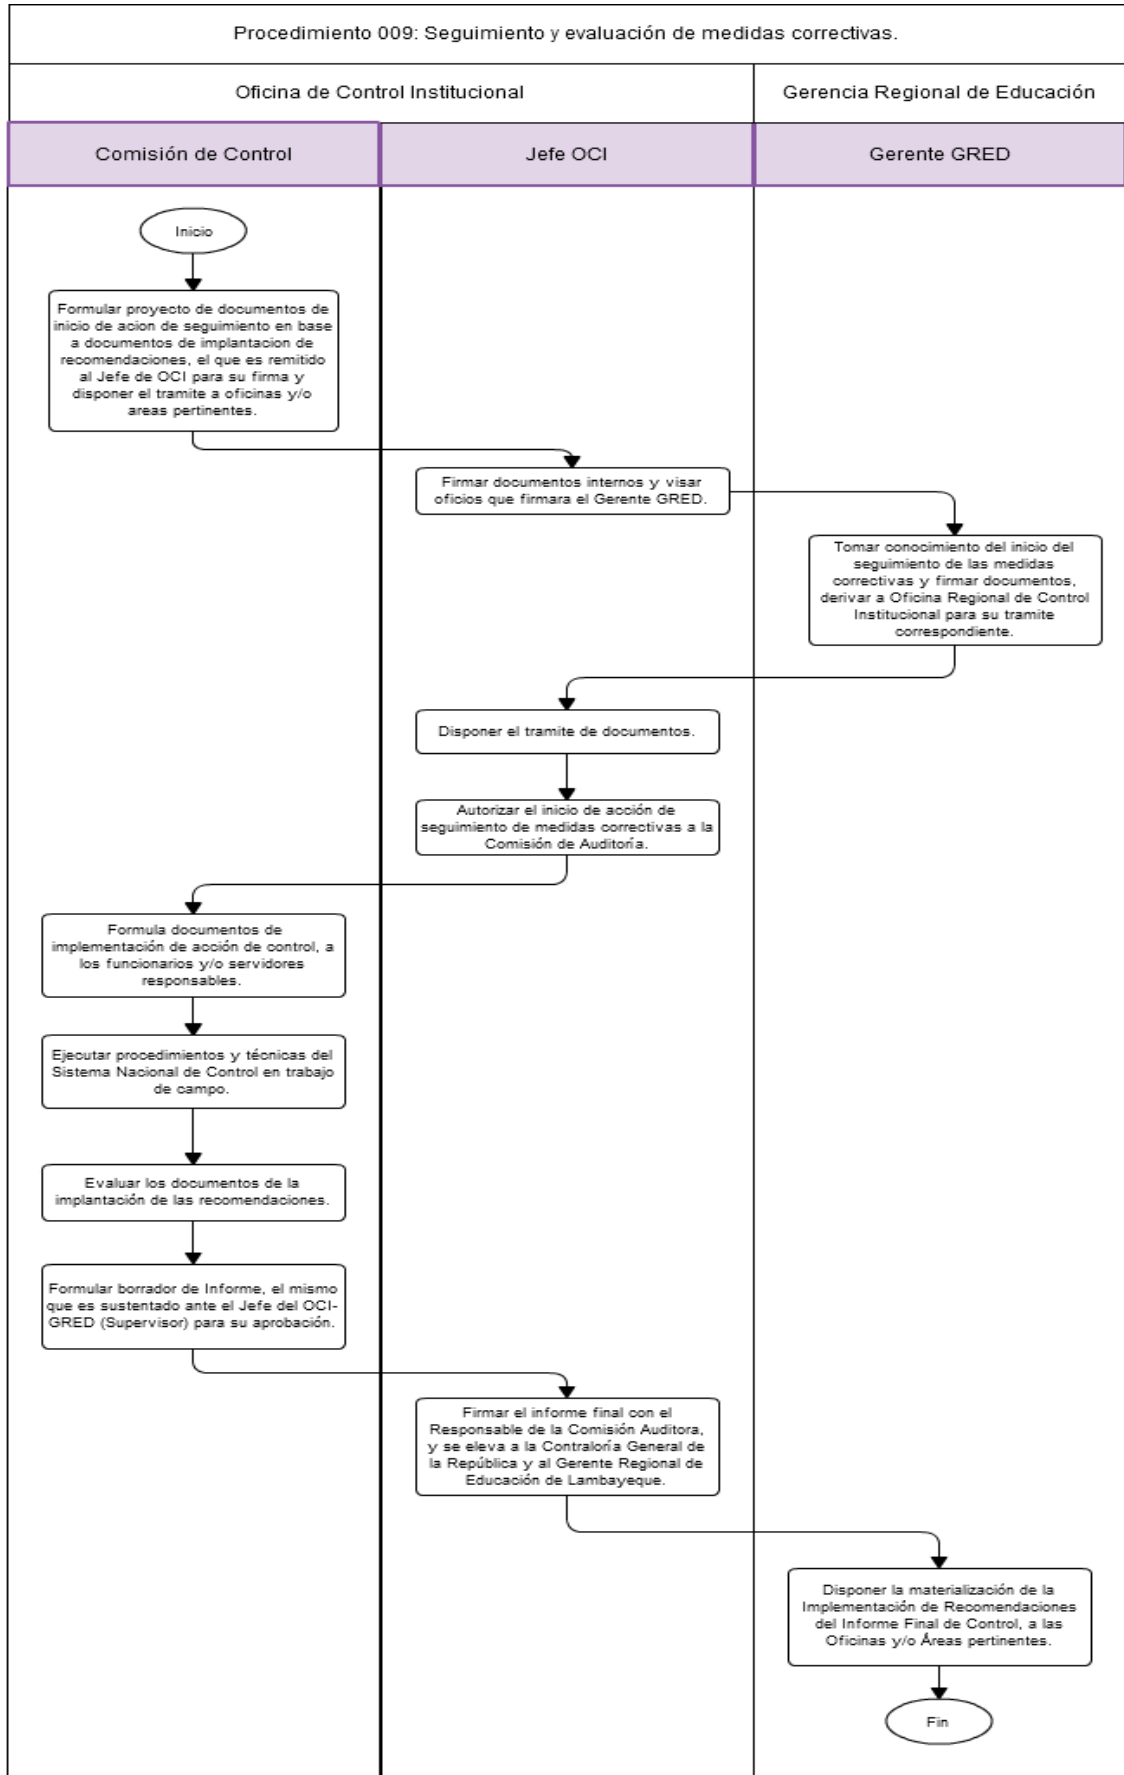 Procedimiento 009: Seguimiento y evaluación de medidas correctivas.
Oficina de Control Institucional
Gerencia Regional de Educación
Comisión de Control
Jefe OCI
Gerente GRED
Inicio
Formular proyecto de documentos de
inicio de acion de seguimiento en base
a documentos de implantacion de
recomendaciones, el que es remitido
al Jefe de OCI para su firma y
disponer el tramite a oficinas y/o
areas pertinentes.
Firmar documentos internos y visar
oficios que firmara el Gerente GRED.
Tomar conocimiento del inicio del
seguimiento de las medidas
correctivas y firmar documentos,
derivar a Oficina Regional de Control
Institucional para su tramite
correspondiente.
Disponer el tramite de documentos.
Autorizar el inicio de acción de
seguimiento de medidas correctivas a la
Comisión de Auditoría.
Formula documentos de
implementación de acción de control, a
los funcionarios y/o servidores
responsables.
Ejecutar procedimientos y técnicas del
Sistema Nacional de Control en trabajo
de campo.
Evaluar los documentos de la
implantación de las recomendaciones.
Formular borrador de Informe, el mismo
que es sustentado ante el Jefe del OCI-
GRED (Supervisor) para su aprobación.
Firmar el informe final con el
Responsable de la Comisión Auditora,
y se eleva a la Contraloría General de
la República y al Gerente Regional de
Educación de Lambayeque.
Disponer la materialización de la
Implementación de Recomendaciones
del Informe Final de Control, a las
Oficinas y/o Áreas pertinentes.
Fin